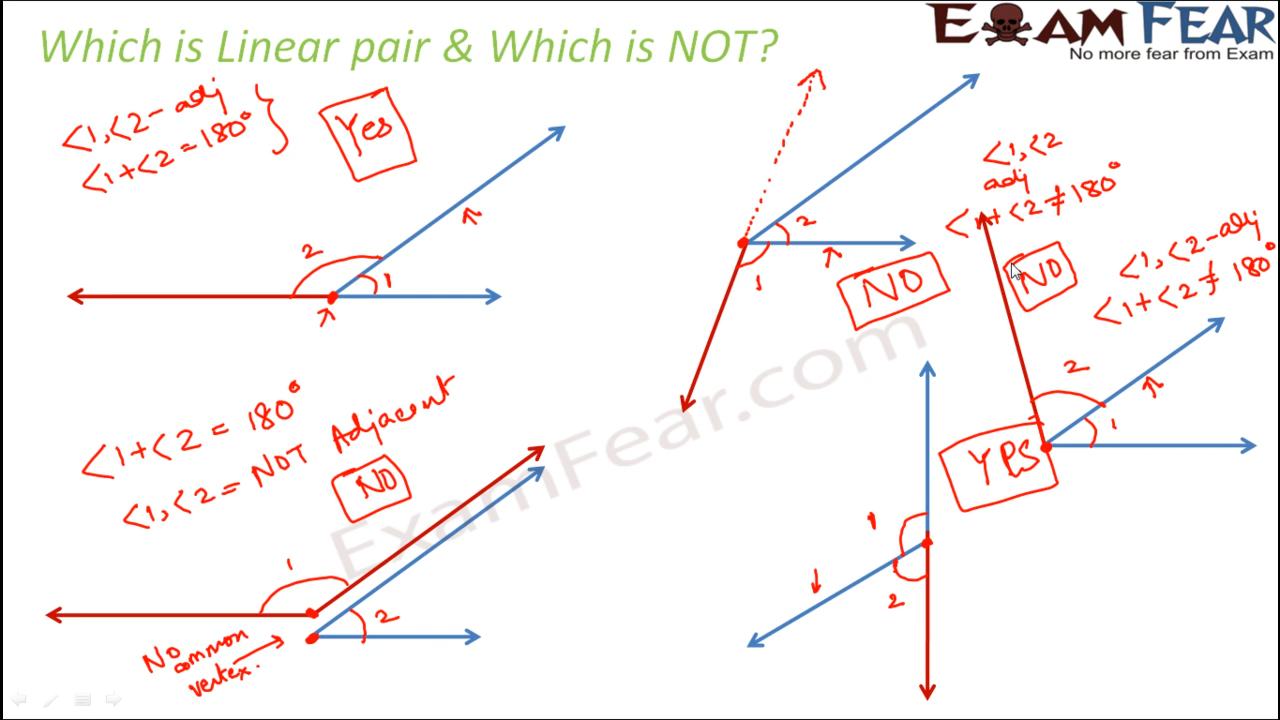 Which is Linear pair & Which is NOT?
EXAM FEAR
No more fear from Exam
<1, <2 - adj
<1 + <2 = 180°
Yes
2
1
2
1
NO
<1, <2
adj
<1 + <2 ≠ 180°
NO
<1, <2 - adj
<1 + <2 ≠ 180°
2
1
<1 + <2 = 180°
<1, <2 = NOT Adjacent
NO
1
2
No
common
vertex.
YES
1
2
ExamFear.com